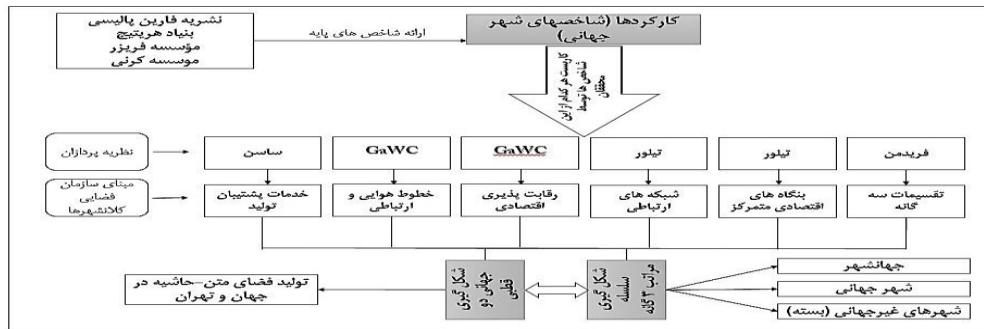 نشریه فارین پالیسی
بنیاد هریتیج
مؤسسه فریزر
موسسه کرنی
ارائه شاخص های پایه
کارکردها (شاخصهای شهر
جهانی)
کاربست هر کدام از این
شاخص ها توسط
محققان
نظریه پردازان
ساسن
GaWC
GaWC
تیلور
تیلور
فریدمن
مبنای سازمان
فضایی
کلانشهرها
خدمات پشتیبان
تولید
خطوط هوایی و
ارتباطی
رقابت پذیری
اقتصادی
شبکه های
ارتباطی
بنگاه های
اقتصادی متمرکز
تقسیمات سه
گانه
تولید فضای متن-حاشیه در
جهان و تهران
شکل گیری
جهانی دو
قطبی
شکل گیری
سلسله
مراتب ۳ گانه
جهانشهر
شهر جهانی
شهرهای غیرجهانی (بسته)